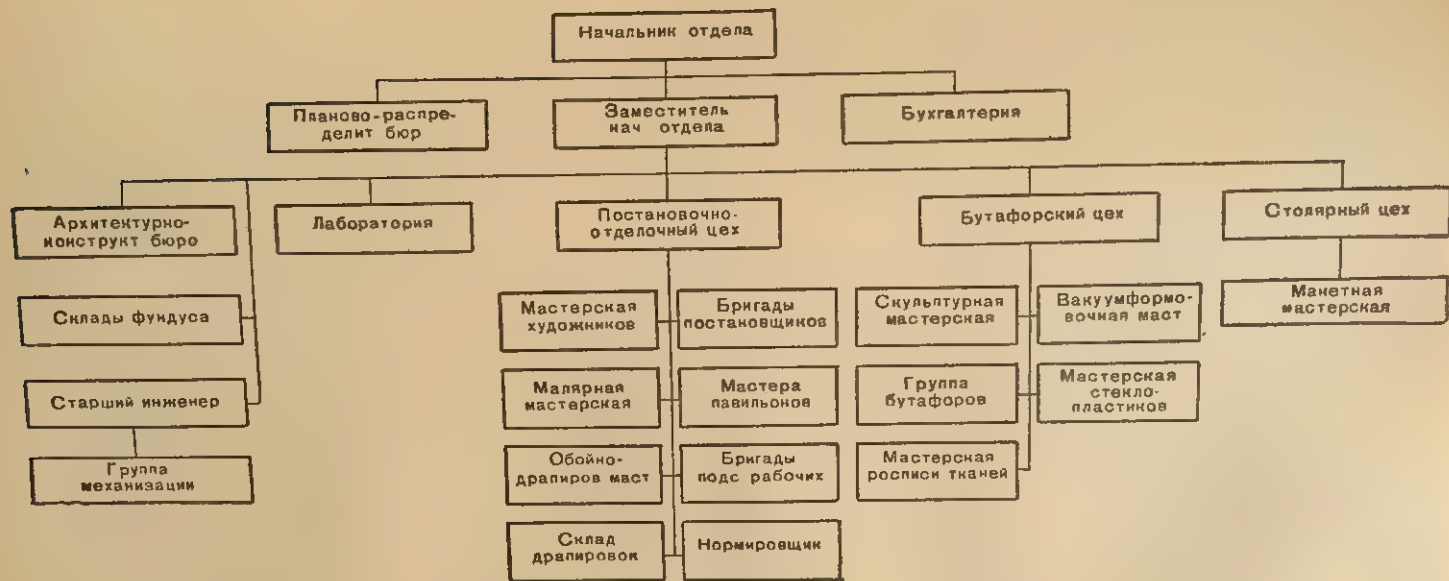 Начальник отдела
Планово-распре-
делит бюр
Заместитель
нач отдела
Бухгалтерия
Архитектурно-
конструкт бюро
Лаборатория
Постановочно-
отделочный цех
Бутафорский цех
Столярный цех
Склады фундуса
Старший инженер
Группа
механизации
Мастерская
художников
Бригады
постановщиков
Малярная
мастерская
Мастера
павильонов
Обойно-
драпиров маст
Бригады
подс рабочих
Склад
драпировок
Нормировщик
Скульптурная
мастерская
Вакуумформо-
вочная маст
Группа
бутафоров
Мастерская
стекло-
пластиков
Мастерская
росписи тканей
Макетная
мастерская